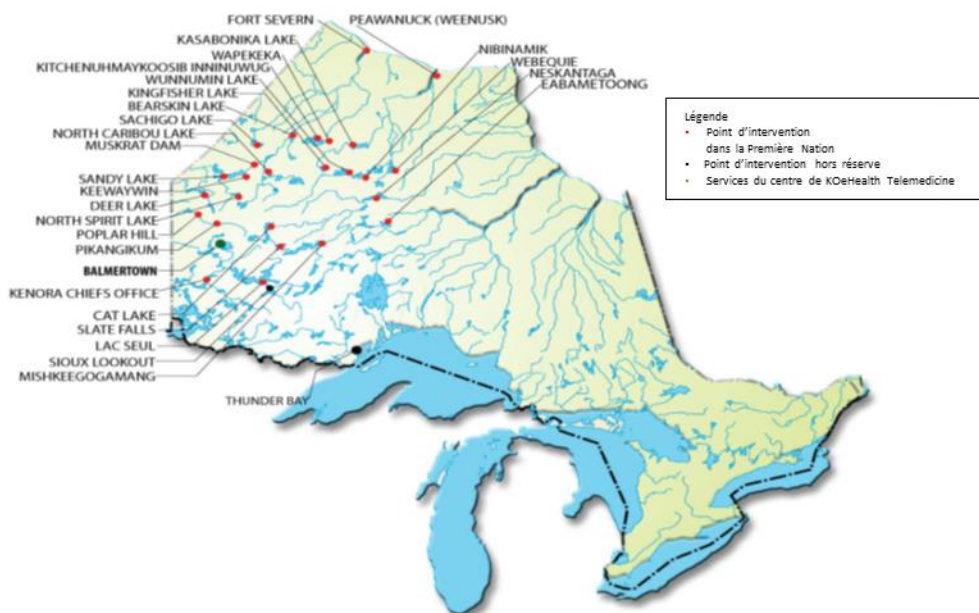 FORT SEVERN
PEAWANUCK (WEENUSK)
KASABONIKA LAKE
WAPEKEKA
KITCHENUHMAYKOOSIB INNINUWUG
WUNNUMIN LAKE
KINGFISHER LAKE
BEARSKIN LAKE
SACHIGO LAKE
NORTH CARIBOU LAKE
MUSKRAT DAM
NIBINAMIK
WEBEQUIE
NESKANTAGA
EABAMETOONG
SANDY LAKE
KEEWAYWIN
DEER LAKE
NORTH SPIRIT LAKE
POPLAR HILL
PIKANGIKUM
BALMERTOWN
KENORA CHIEFS OFFICE
CAT LAKE
SLATE FALLS
LAC SEUL
SIOUX LOOKOUT
MISHKEEGOGAMANG
THUNDER BAY
Légende
• Point d'intervention
dans la Première Nation
• Point d'intervention hors réserve
• Services du centre de KOeHealth Telemedicine